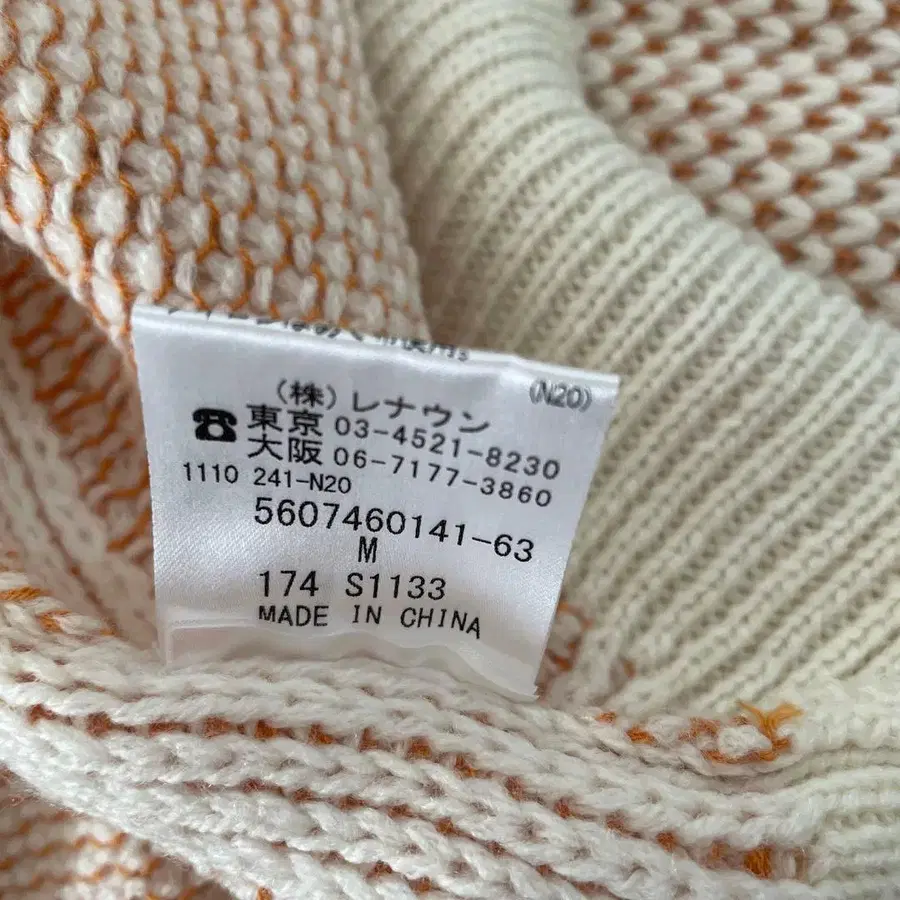 (N20)
(株)レナウン
☎東京 03-4521-8230
大阪 06-7177-3860
1110 241-N20
5607460141-63
M
174 S1133
MADE IN CHINA